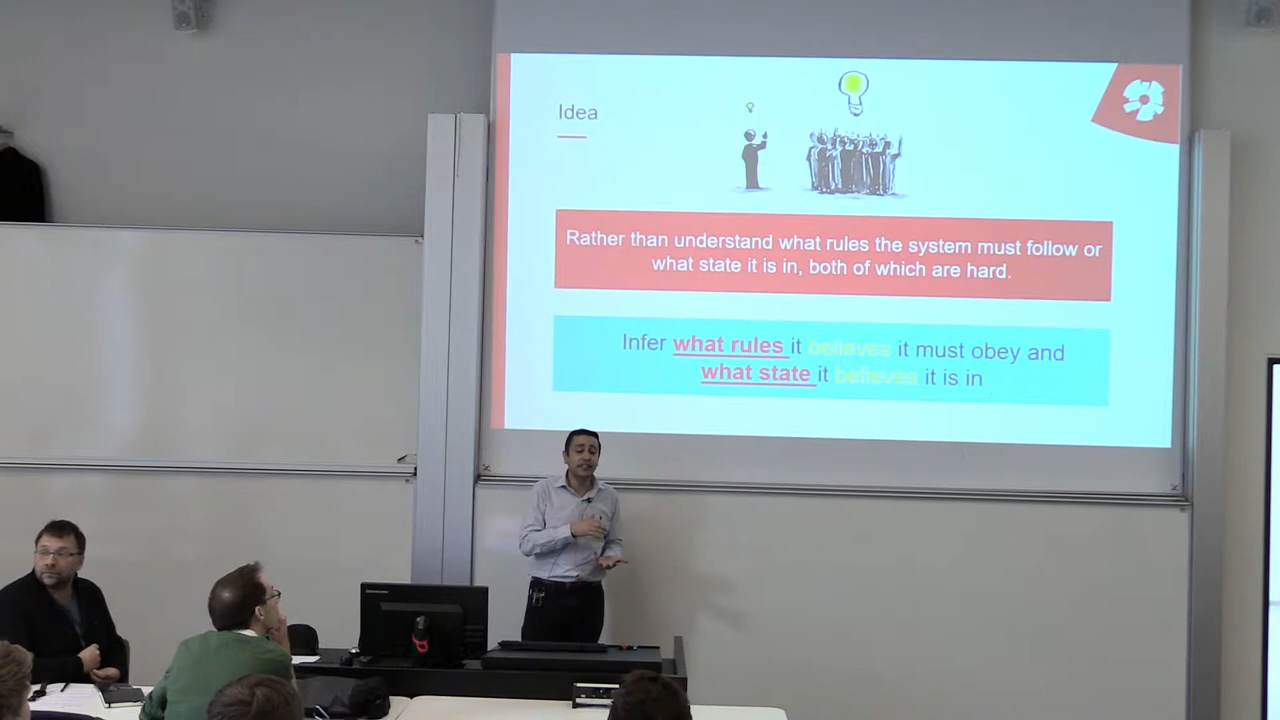 Idea
Rather than understand what rules the system must follow or
what state it is in, both of which are hard.
Infer what rules it believes it must obey and
what state it believes it is in